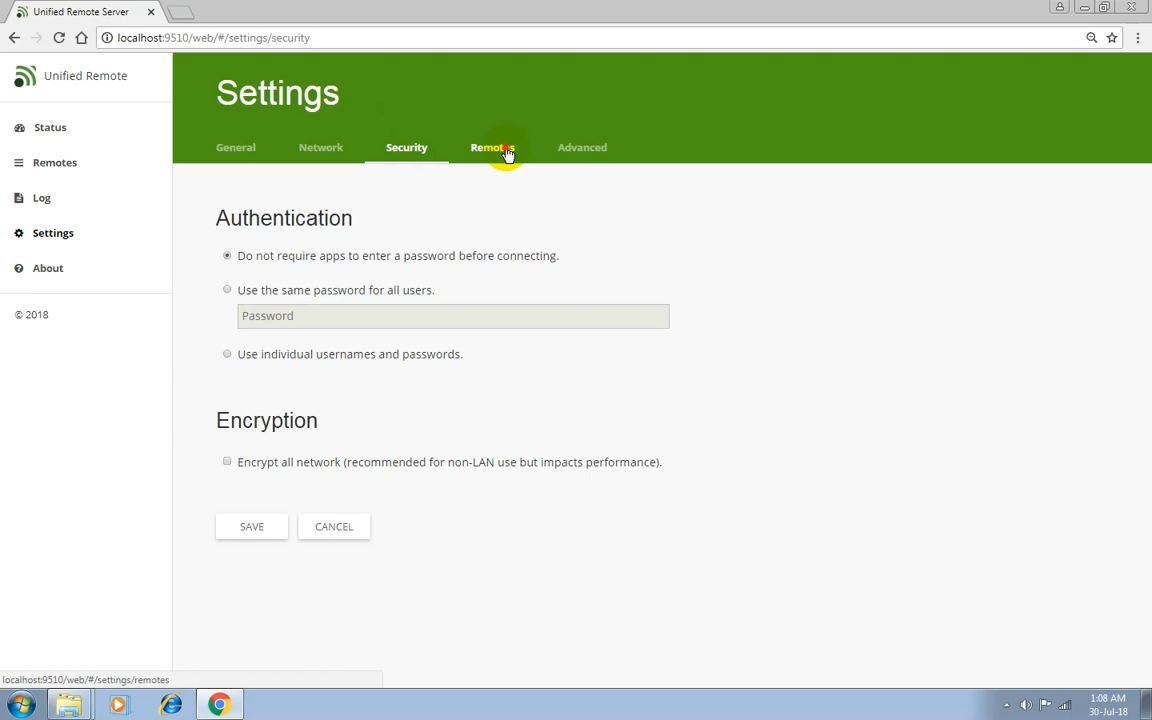 Unified Remote Server
localhost:9510/web/#/settings/security
Unified Remote
Status
Remotes
Log
Settings
About
© 2018
Settings
General Network Security Remotes Advanced
Authentication
Do not require apps to enter a password before connecting.
Use the same password for all users.
Password
Use individual usernames and passwords.
Encryption
Encrypt all network (recommended for non-LAN use but impacts performance).
SAVE CANCEL
localhost:9510/web/#/settings/remotes
1:08 AM
30-Jul-18